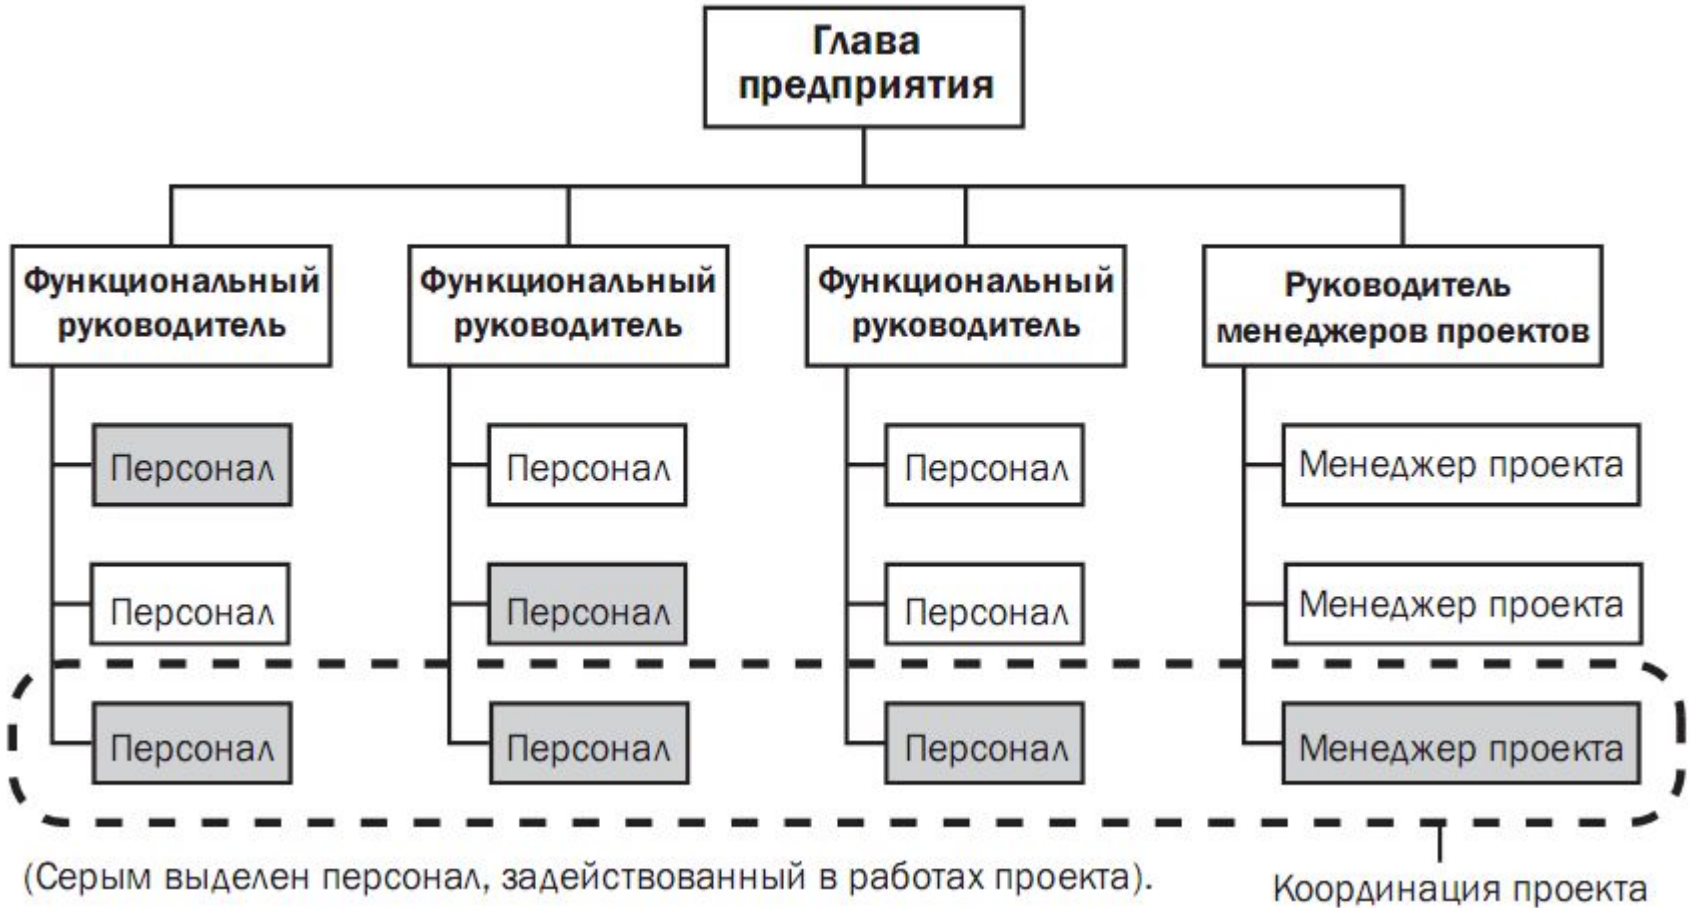 Глава
предприятия
Функциональный
руководитель
Функциональный
руководитель
Функциональный
руководитель
Руководитель
менеджеров проектов
Персонал
Персонал
Персонал
Менеджер проекта
Персонал
Персонал
Персонал
Менеджер проекта
Персонал
Персонал
Персонал
Менеджер проекта
(Серым выделен персонал, задействованный в работах проекта).
Координация проекта